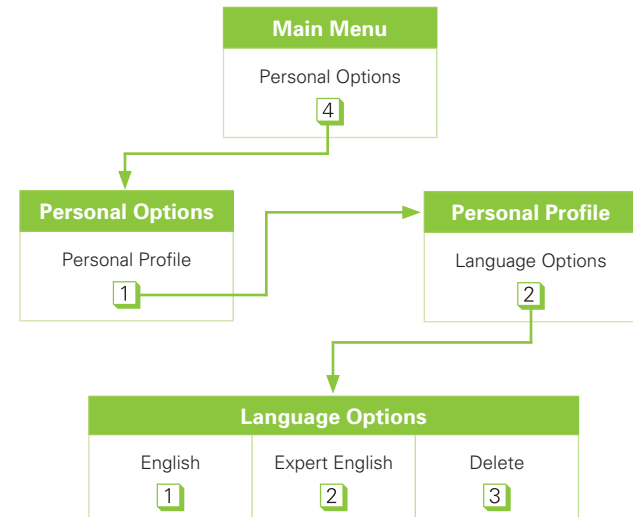 Main Menu
Personal Options
4
Personal Options
Personal Profile
1
Personal Profile
Language Options
2
Language Options
English
1
Expert English
2
Delete
3